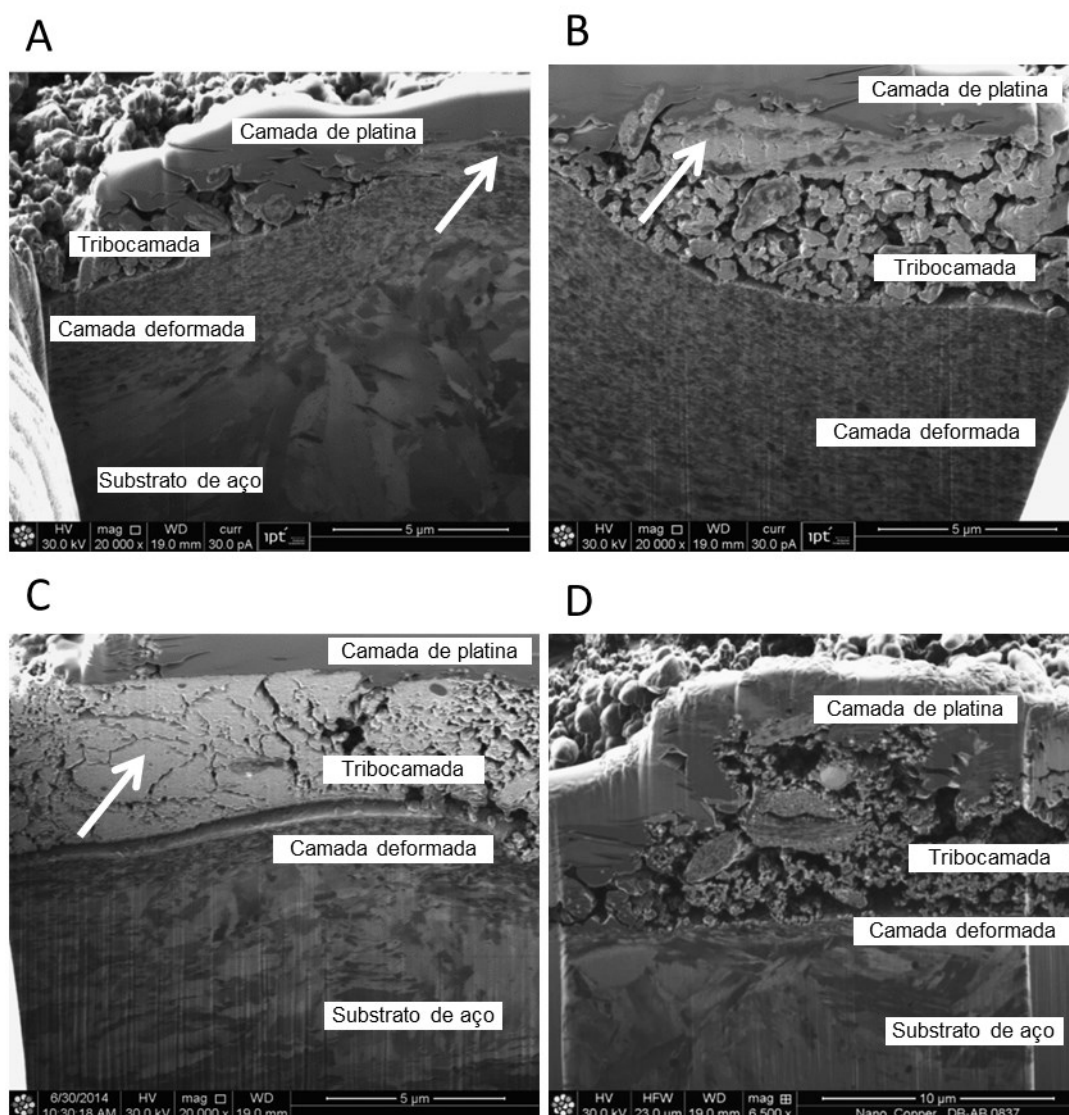 A
Camada de platina
Tribocamada
Camada deformada
Substrato de aço
HV mag WD curr
30.0 kV 20 000 x 19.0 mm 30.0 pA ipt 5 µm
B
Camada de platina
Tribocamada
Camada deformada
HV mag WD curr
30.0 kV 20 000 x 19.0 mm 30.0 pA ipt 5 µm
C
Camada de platina
Tribocamada
Camada deformada
Substrato de aço
6/30/2014 HV mag WD 5 µm
10:30:18 AM 30.0 kV 20 000 x 19.0 mm
D
Camada de platina
Tribocamada
Camada deformada
Substrato de aço
HV HFW WD mag 10 µm
30.0 kV 23.0 µm 19.0 mm 6 500 x Nano_Copper_DP-AP 0837